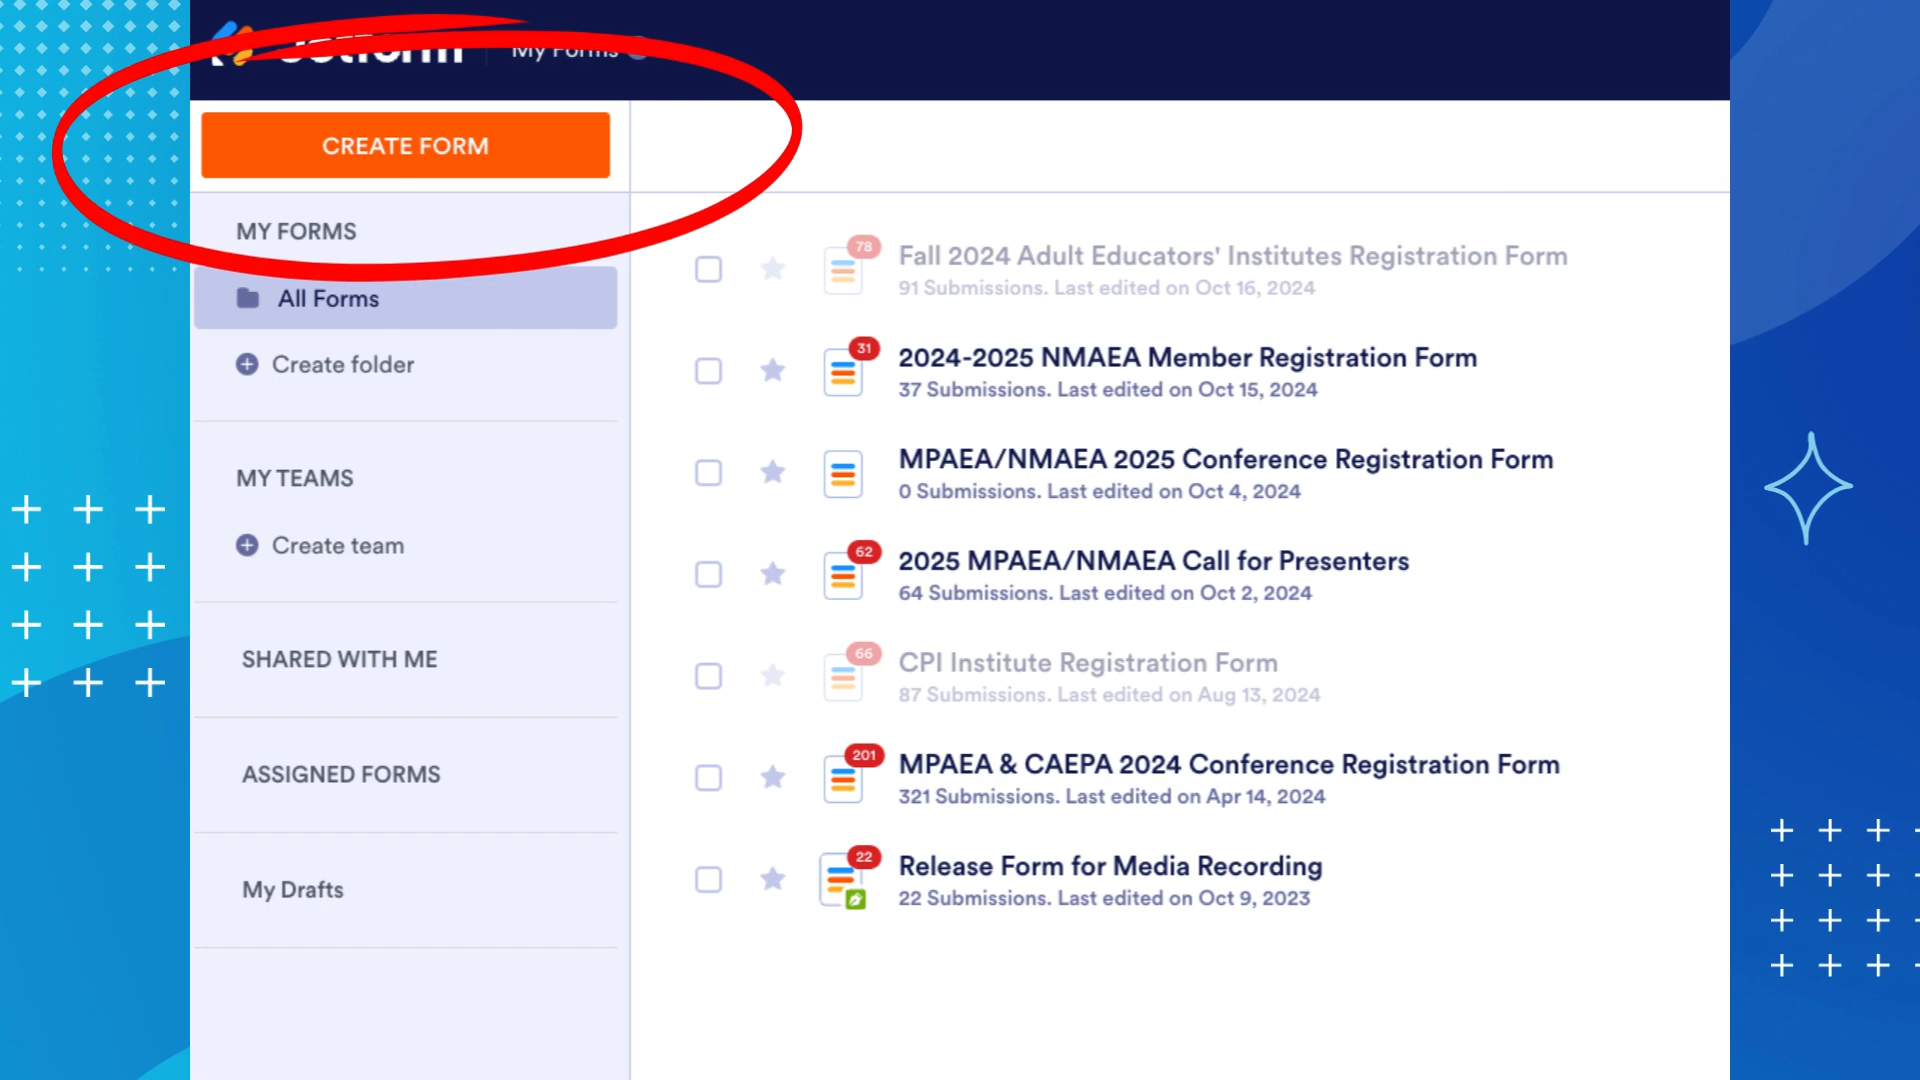 Jotform
My Forms
CREATE FORM
MY FORMS
All Forms
Create folder
MY TEAMS
Create team
SHARED WITH ME
ASSIGNED FORMS
My Drafts
78
Fall 2024 Adult Educators' Institutes Registration Form
91 Submissions. Last edited on Oct 16, 2024
31
2024-2025 NMAEA Member Registration Form
37 Submissions. Last edited on Oct 15, 2024
MPAEA/NMAEA 2025 Conference Registration Form
0 Submissions. Last edited on Oct 4, 2024
62
2025 MPAEA/NMAEA Call for Presenters
64 Submissions. Last edited on Oct 2, 2024
66
CPI Institute Registration Form
87 Submissions. Last edited on Aug 13, 2024
201
MPAEA & CAEPA 2024 Conference Registration Form
321 Submissions. Last edited on Apr 14, 2024
22
Release Form for Media Recording
22 Submissions. Last edited on Oct 9, 2023